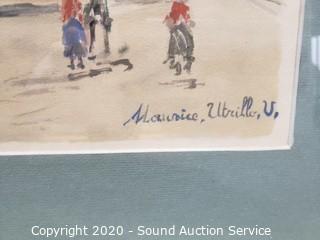 Maurice, Utrillo, V,
Copyright 2020 - Sound Auction Service